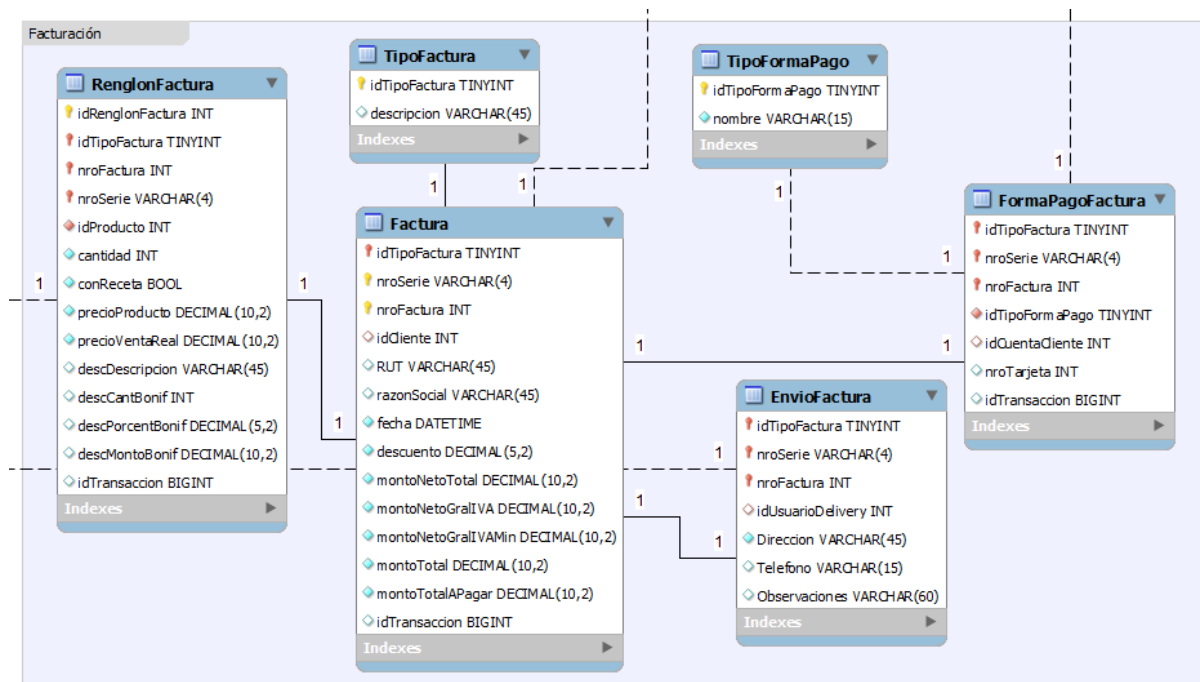 Facturación
RenglonFactura
idRenglonFactura INT
idTipoFactura TINYINT
nroFactura INT
nroSerie VARCHAR(4)
idProducto INT
cantidad INT
conReceta BOOL
precioProducto DECIMAL(10,2)
precioVentaReal DECIMAL(10,2)
descDescripcion VARCHAR(45)
descCantBonif INT
descPorcentBonif DECIMAL(5,2)
descMontoBonif DECIMAL(10,2)
idTransaccion BIGINT
Indexes
TipoFactura
idTipoFactura TINYINT
descripcion VARCHAR(45)
Indexes
TipoFormaPago
idTipoFormaPago TINYINT
nombre VARCHAR(15)
Indexes
1
1
1
1
Factura
idTipoFactura TINYINT
nroSerie VARCHAR(4)
nroFactura INT
idCliente INT
RUT VARCHAR(45)
razonSocial VARCHAR(45)
fecha DATETIME
descuento DECIMAL(5,2)
montoNetoTotal DECIMAL(10,2)
montoNetoGralIVA DECIMAL(10,2)
montoNetoGralIVAMin DECIMAL(10,2)
montoTotal DECIMAL(10,2)
montoTotalAPagar DECIMAL(10,2)
idTransaccion BIGINT
Indexes
FormaPagoFactura
idTipoFactura TINYINT
nroSerie VARCHAR(4)
nroFactura INT
idTipoFormaPago TINYINT
idCuentaCliente INT
nroTarjeta INT
idTransaccion BIGINT
Indexes
1
1
1
1
1
1
1
1
1
EnvioFactura
idTipoFactura TINYINT
nroSerie VARCHAR(4)
nroFactura INT
idUsuarioDelivery INT
Direccion VARCHAR(45)
Telefono VARCHAR(15)
Observaciones VARCHAR(60)
Indexes